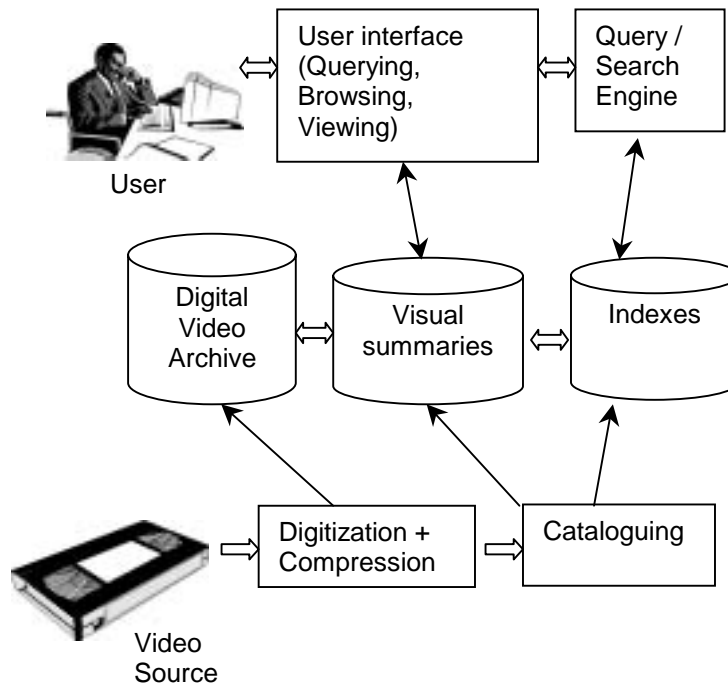 User interface
(Querying,
Browsing,
Viewing)
Query /
Search
Engine
User
Digital
Video
Archive
Visual
summaries
Indexes
Digitization +
Compression
Cataloguing
Video
Source